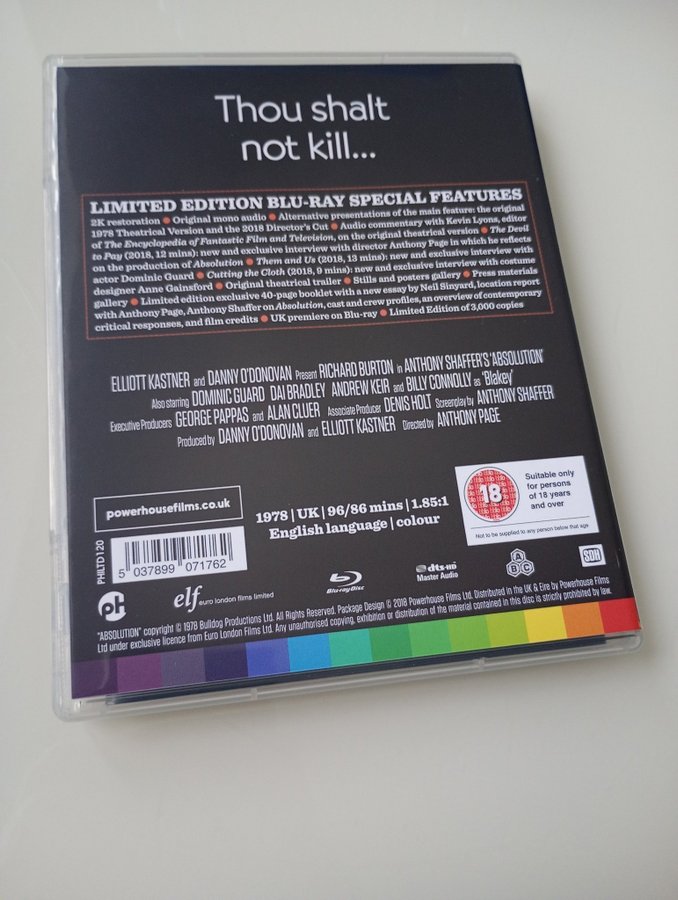 Thou shalt
not kill...
LIMITED EDITION BLU-RAY SPECIAL FEATURES
2K restoration ● Original mono audio ● Alternative presentations of the main feature: the original
1978 Theatrical Version and the 2018 Director's Cut ● Audio commentary with Kevin Lyons, editor
of The Encyclopedia of Fantastic Film and Television, on the original theatrical version ● The Devil
to Pay (2018, 12 mins): new and exclusive interview with director Anthony Page in which he reflects
on the production of Absolution ● Them and Us (2018, 13 mins): new and exclusive interview with
actor Dominic Guard ● Cutting the Cloth (2018, 9 mins): new and exclusive interview with costume
designer Anne Gainsford ● Original theatrical trailer ● Stills and posters gallery ● Press materials
gallery ● Limited edition exclusive 40-page booklet with a new essay by Neil Sinyard, location report
with Anthony Page, Anthony Shaffer on Absolution, cast and crew profiles, an overview of contemporary
critical responses, and film credits ● UK premiere on Blu-ray ● Limited Edition of 3,000 copies
ELLIOTT KASTNER and DANNY O'DONOVAN Present RICHARD BURTON in ANTHONY SHAFFER'S 'ABSOLUTION'
Also starring DOMINIC GUARD DAI BRADLEY ANDREW KEIR and BILLY CONNOLLY as 'Blakey'
Executive Producers GEORGE PAPPAS and ALAN CLUER Associate Producer DENIS HOLT Screenplay by ANTHONY SHAFFER
Produced by DANNY O'DONOVAN and ELLIOTT KASTNER Directed by ANTHONY PAGE
powerhousefilms.co.uk
1978 | UK | 96/86 mins | 1.85:1
English language | colour
18
Suitable only
for persons
of 18 years
and over
Not to be supplied to any person below that age
PHILTD120
5 037899 071762
ph
elf euro london films limited
Blu-ray Disc
dts-HD
Master Audio
A
B C
SDH
"ABSOLUTION" copyright © 1978 Bulldog Productions Ltd. All Rights Reserved. Package Design © 2018 Powerhouse Films Ltd. Distributed in the UK & Eire by Powerhouse Films
Ltd under exclusive licence from Euro London Films Ltd. Any unauthorised copying, exhibition or distribution of the material contained in this disc is strictly prohibited by law.